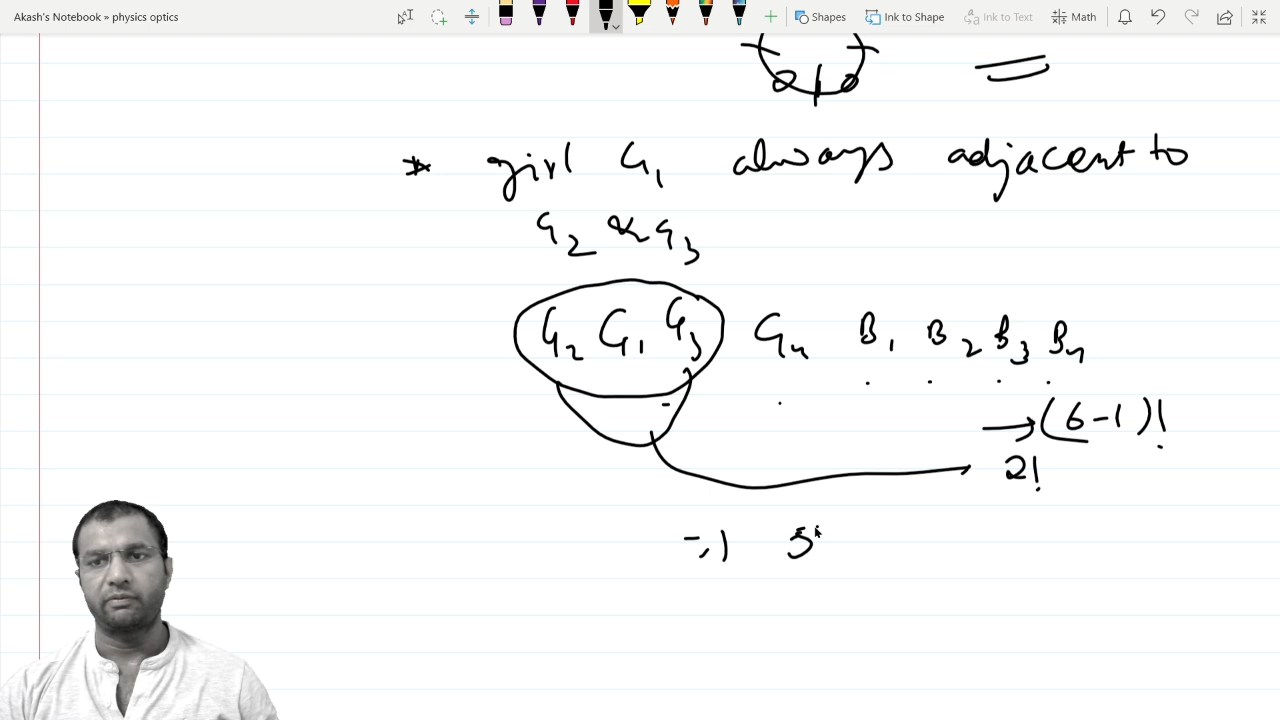 Akash's Notebook » physics optics
Shapes Ink to Shape Ink to Text Math
* girl G₁ always adjacent to
G₂ & G₃
G₂ G₁ G₃ G₄ B₁ B₂ B₃ B₄
→ (6-1)!
2!
5